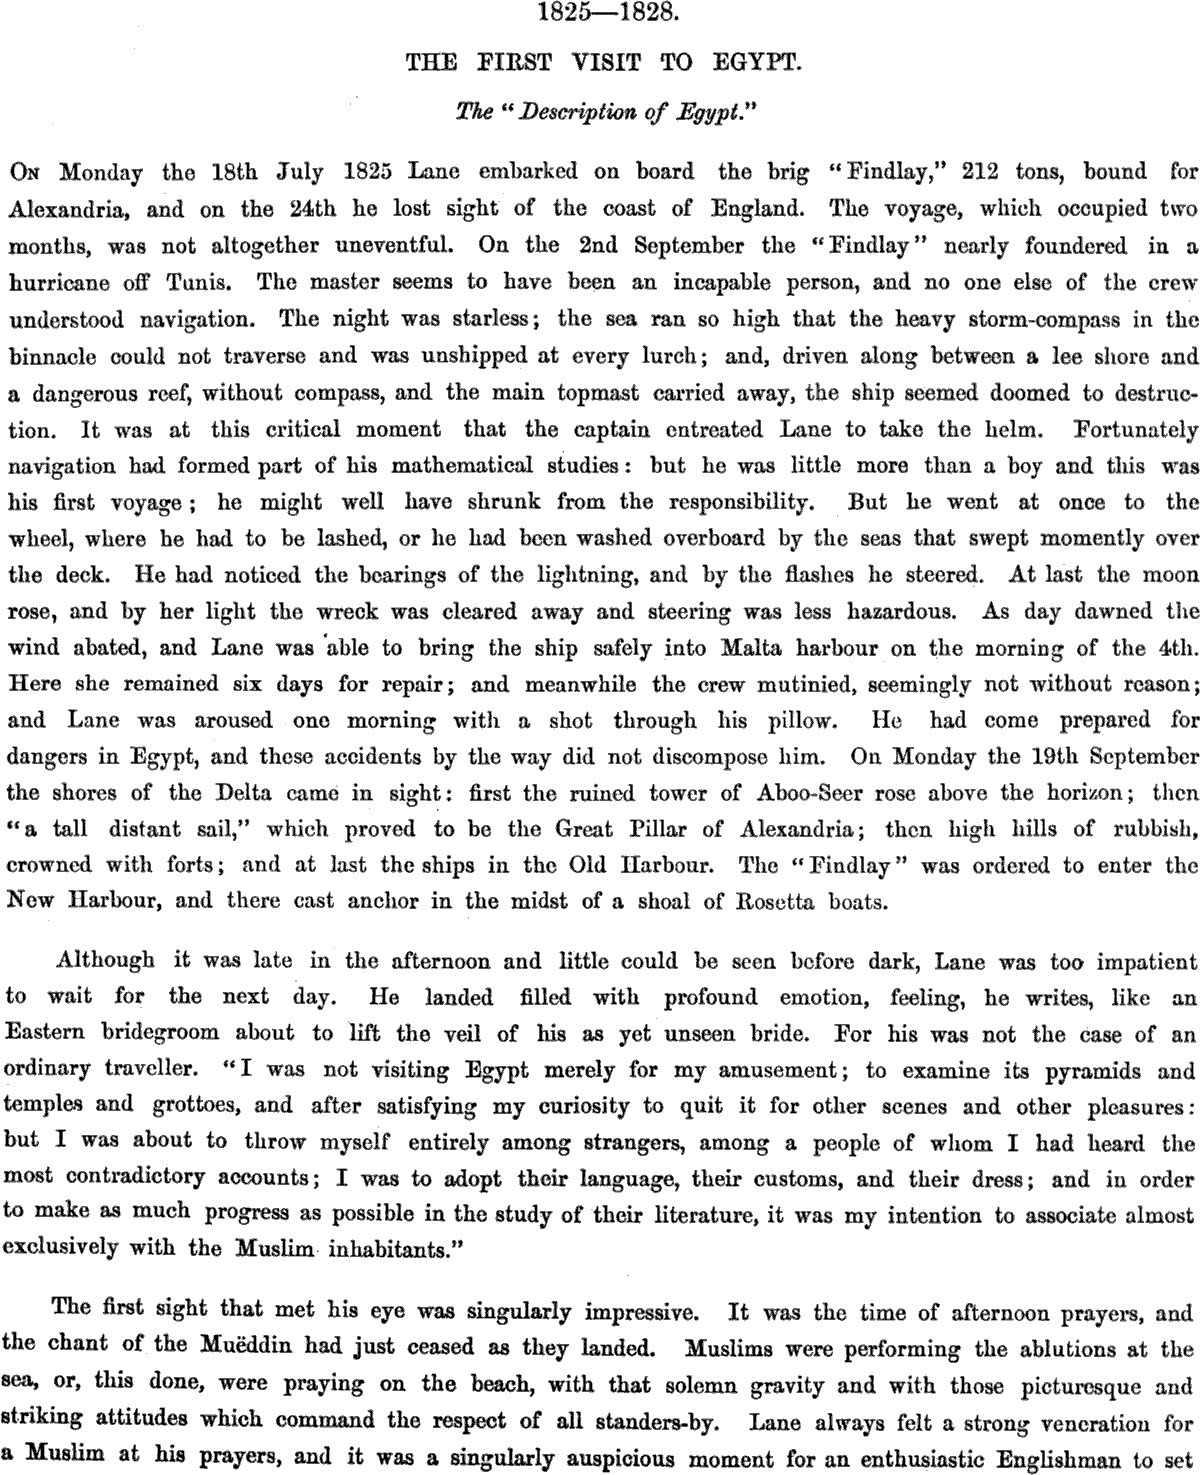 1825—1828.
THE FIRST VISIT TO EGYPT.
The "Description of Egypt."
ON Monday the 18th July 1825 Lane embarked on board the brig "Findlay," 212 tons, bound for
Alexandria, and on the 24th he lost sight of the coast of England. The voyage, which occupied two
months, was not altogether uneventful. On the 2nd September the "Findlay" nearly foundered in a
hurricane off Tunis. The master seems to have been an incapable person, and no one else of the crew
understood navigation. The night was starless; the sea ran so high that the heavy storm-compass in the
binnacle could not traverse and was unshipped at every lurch; and, driven along between a lee shore and
a dangerous reef, without compass, and the main topmast carried away, the ship seemed doomed to destruc-
tion. It was at this critical moment that the captain entreated Lane to take the helm. Fortunately
navigation had formed part of his mathematical studies: but he was little more than a boy and this was
his first voyage; he might well have shrunk from the responsibility. But he went at once to the
wheel, where he had to be lashed, or he had been washed overboard by the seas that swept momently over
the deck. He had noticed the bearings of the lightning, and by the flashes he steered. At last the moon
rose, and by her light the wreck was cleared away and steering was less hazardous. As day dawned the
wind abated, and Lane was able to bring the ship safely into Malta harbour on the morning of the 4th.
Here she remained six days for repair; and meanwhile the crew mutinied, seemingly not without reason;
and Lane was aroused one morning with a shot through his pillow. He had come prepared for
dangers in Egypt, and these accidents by the way did not discompose him. On Monday the 19th September
the shores of the Delta came in sight: first the ruined tower of Aboo-Seer rose above the horizon; then
"a tall distant sail," which proved to be the Great Pillar of Alexandria; then high hills of rubbish,
crowned with forts; and at last the ships in the Old Harbour. The "Findlay" was ordered to enter the
New Harbour, and there cast anchor in the midst of a shoal of Rosetta boats.
Although it was late in the afternoon and little could be seen before dark, Lane was too impatient
to wait for the next day. He landed filled with profound emotion, feeling, he writes, like an
Eastern bridegroom about to lift the veil of his as yet unseen bride. For his was not the case of an
ordinary traveller. "I was not visiting Egypt merely for my amusement; to examine its pyramids and
temples and grottoes, and after satisfying my curiosity to quit it for other scenes and other pleasures:
but I was about to throw myself entirely among strangers, among a people of whom I had heard the
most contradictory accounts; I was to adopt their language, their customs, and their dress; and in order
to make as much progress as possible in the study of their literature, it was my intention to associate almost
exclusively with the Muslim inhabitants."
The first sight that met his eye was singularly impressive. It was the time of afternoon prayers, and
the chant of the Muëddin had just ceased as they landed. Muslims were performing the ablutions at the
sea, or, this done, were praying on the beach, with that solemn gravity and with those picturesque and
striking attitudes which command the respect of all standers-by. Lane always felt a strong veneration for
a Muslim at his prayers, and it was a singularly auspicious moment for an enthusiastic Englishman to set